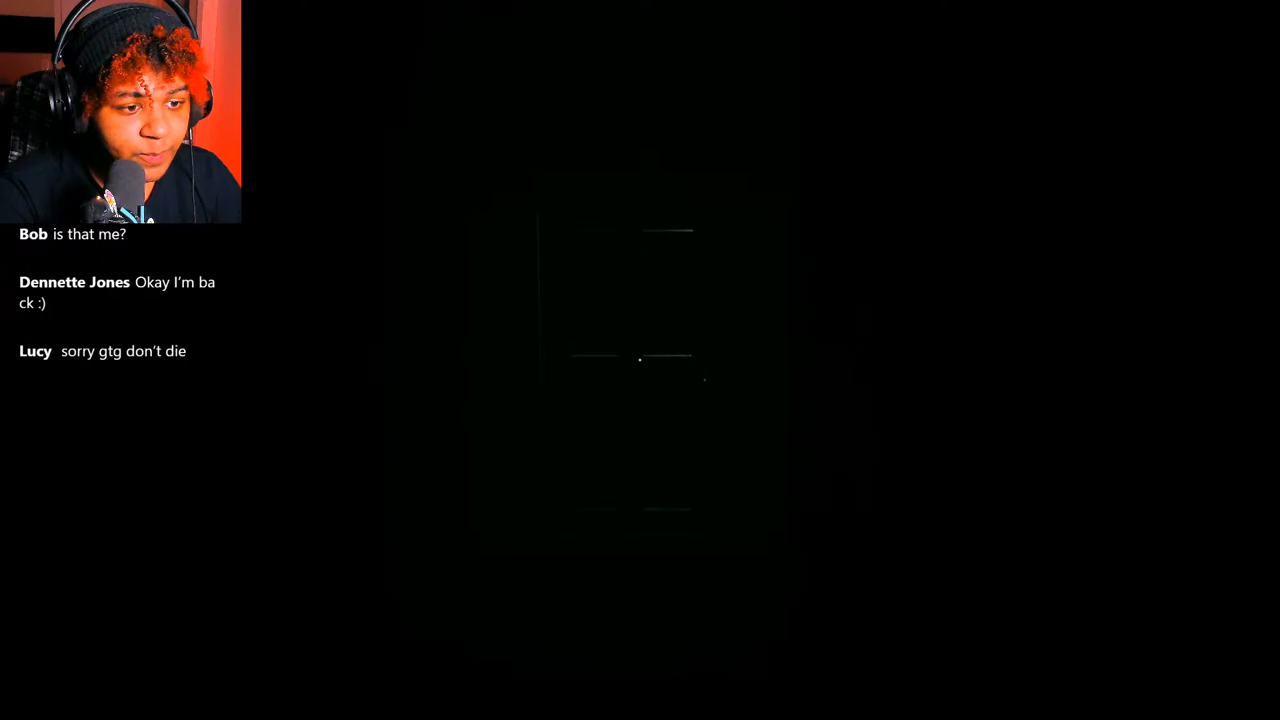 Bob is that me?
Dennette Jones Okay I’m ba
ck :)
Lucy sorry gtg don’t die